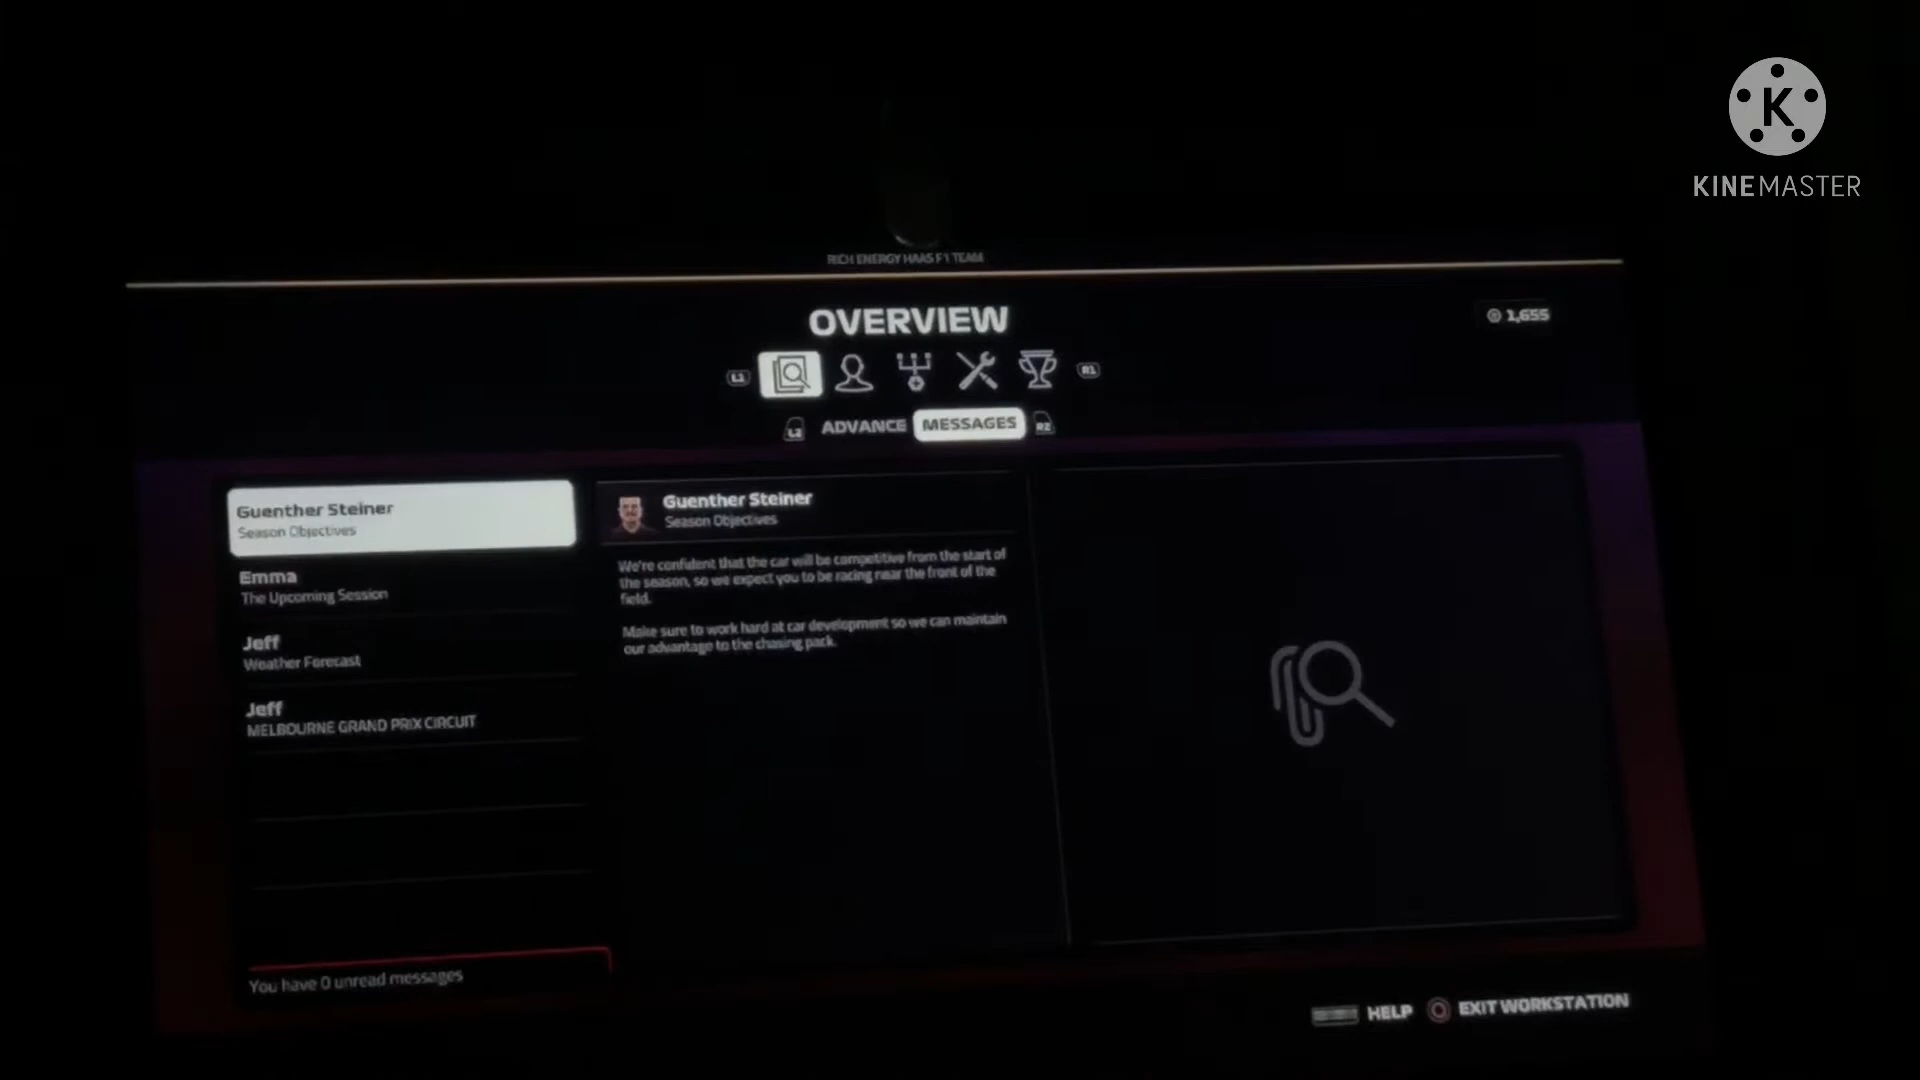 K
KINEMASTER
RICH ENERGY HAAS F1 TEAM
OVERVIEW
1,655
L1
R1
L2 ADVANCE MESSAGES R2
Guenther Steiner
Season Objectives
Emma
The Upcoming Session
Jeff
Weather Forecast
Jeff
MELBOURNE GRAND PRIX CIRCUIT
You have 0 unread messages
Guenther Steiner
Season Objectives
We're confident that the car will be competitive from the start of
the season, so we expect you to be racing near the front of the
field.
Make sure to work hard at car development so we can maintain
our advantage to the chasing pack.
HELP EXIT WORKSTATION